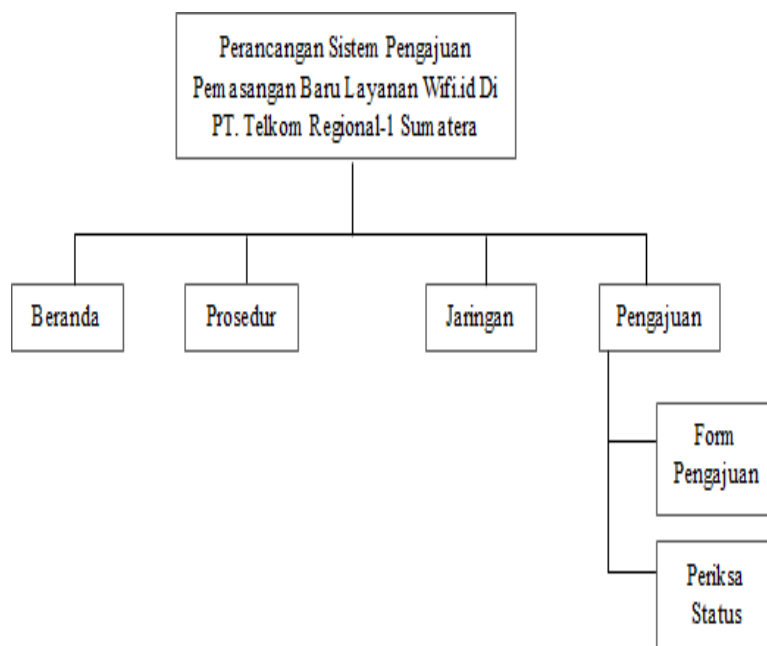 Perancangan Sistem Pengajuan
Pemasangan Baru Layanan Wifi.id Di
PT. Telkom Regional-1 Sumatera
Beranda
Prosedur
Jaringan
Pengajuan
Form
Pengajuan
Periksa
Status